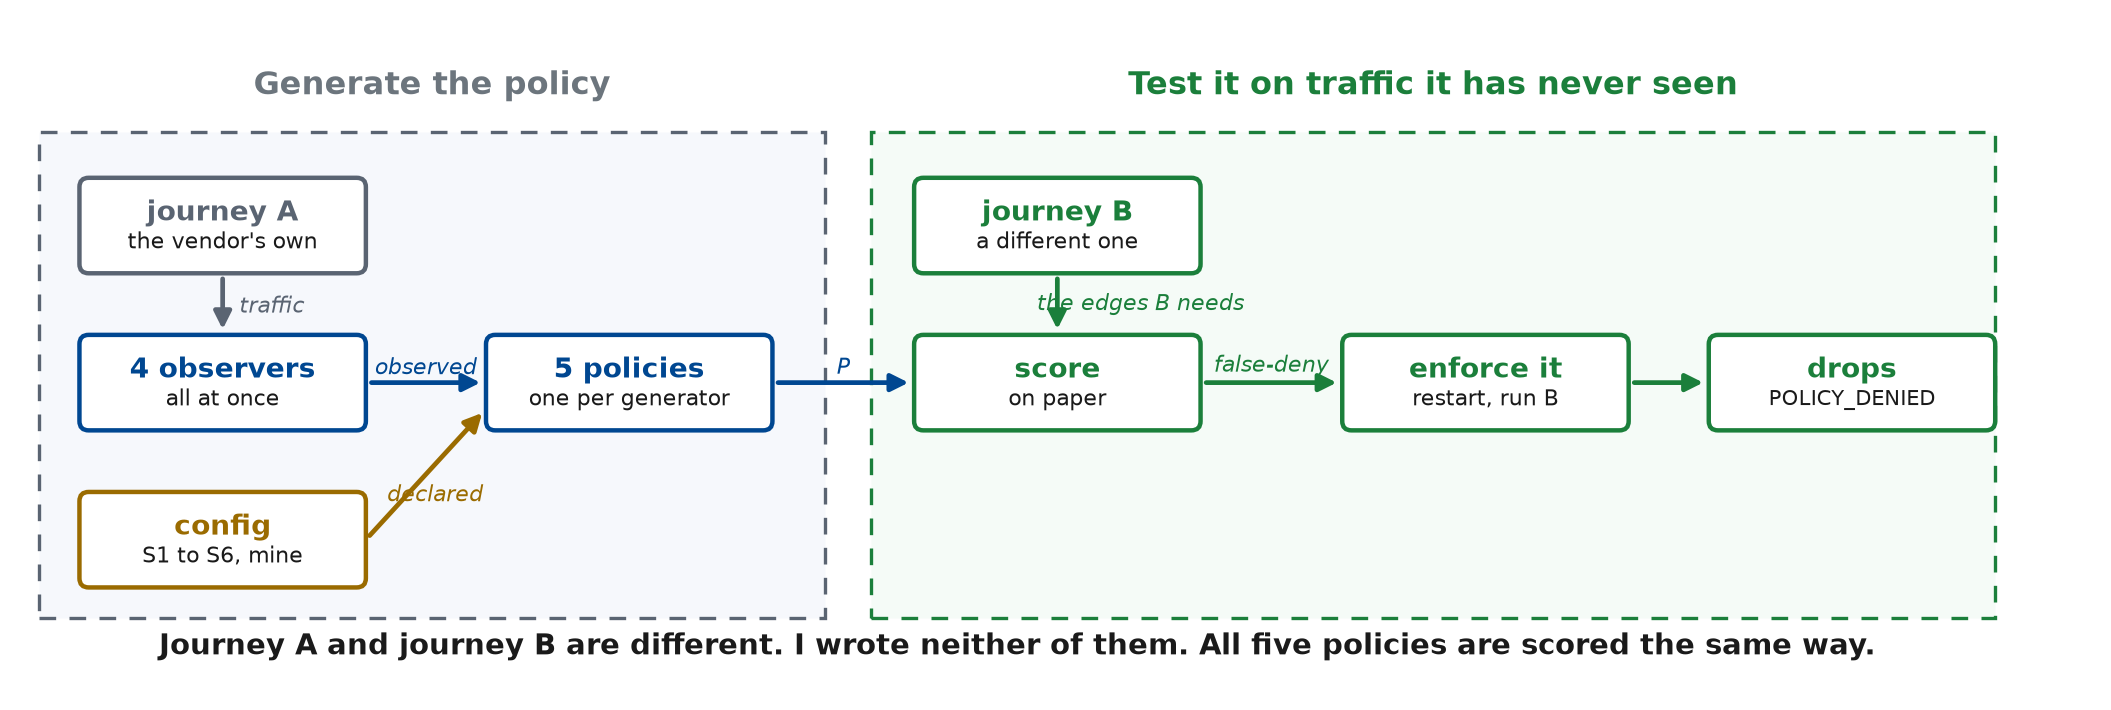 Generate the policy
Test it on traffic it has never seen
journey A
the vendor's own
traffic
4 observers
all at once
observed
5 policies
one per generator
declared
config
S1 to S6, mine
P
journey B
a different one
the edges B needs
score
on paper
false-deny
enforce it
restart, run B
drops
POLICY_DENIED
Journey A and journey B are different. I wrote neither of them. All five policies are scored the same way.